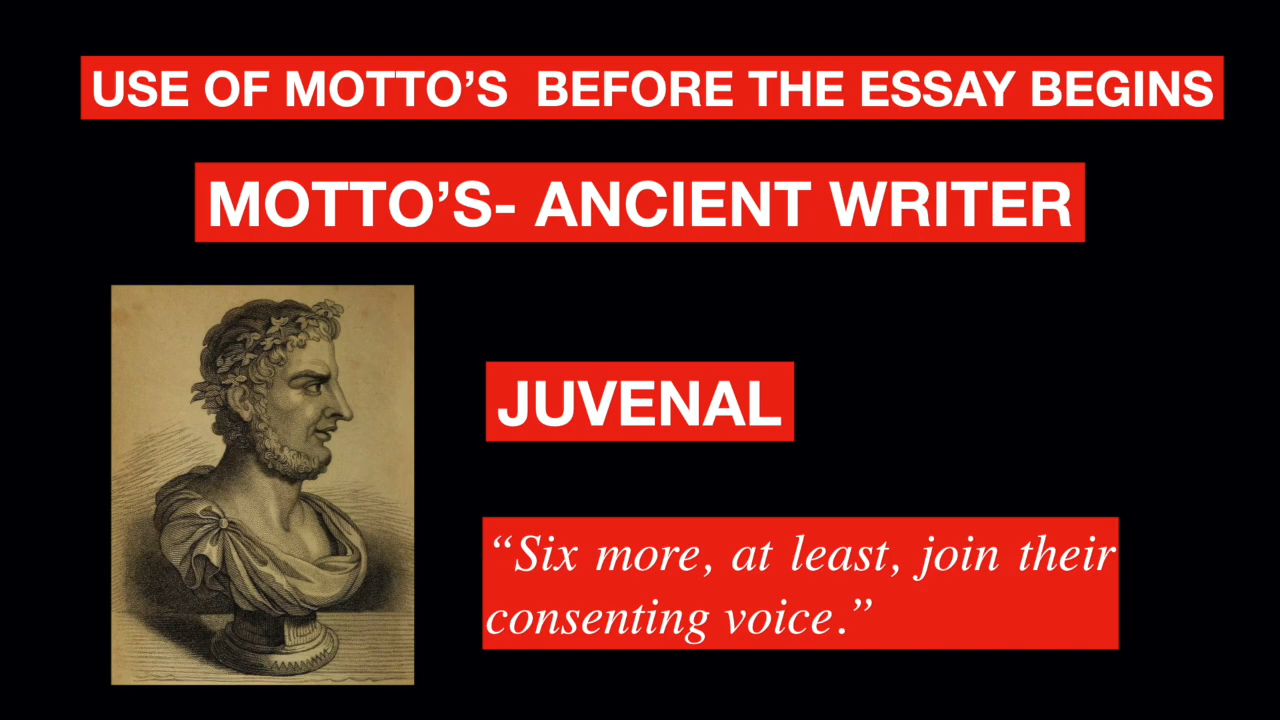 USE OF MOTTO’S BEFORE THE ESSAY BEGINS
MOTTO’S- ANCIENT WRITER
JUVENAL
“Six more, at least, join their
consenting voice.”